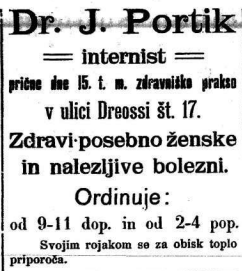 Dr. J. Portik
internist
prične dne 15. t. m. zdravniško prakso
v ulici Dreossi št. 17.
Zdravi posebno ženske
in nalezljive bolezni.
Ordinuje:
od 9-11 dop. in od 2-4 pop.
Svojim rojakom se za obisk toplo
priporoča.